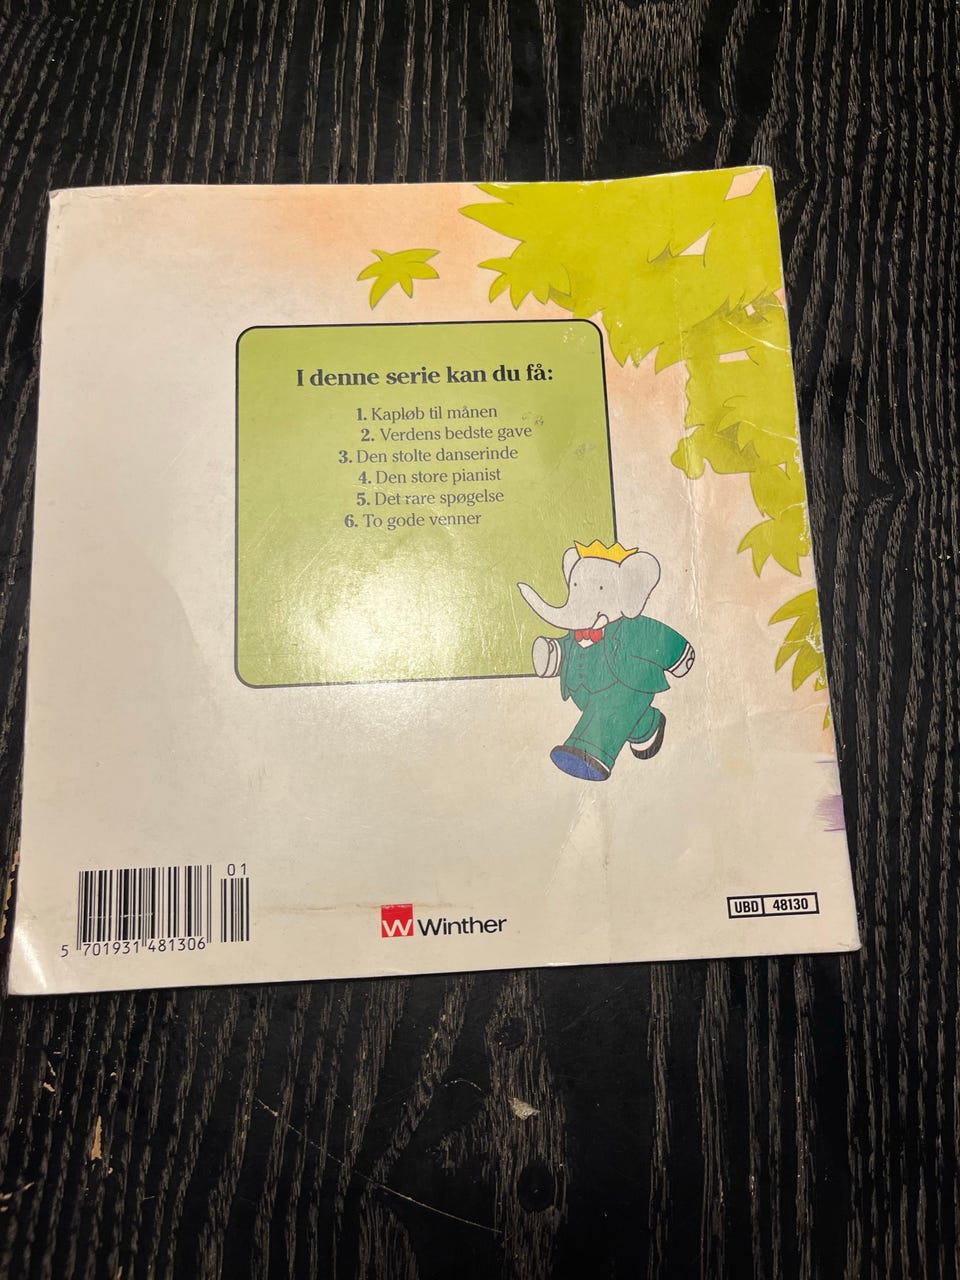 I denne serie kan du få:
1. Kapløb til månen
2. Verdens bedste gave
3. Den stolte danserinde
4. Den store pianist
5. Det rare spøgelse
6. To gode venner
01
5 701931 481306
W Winther
UBD 48130